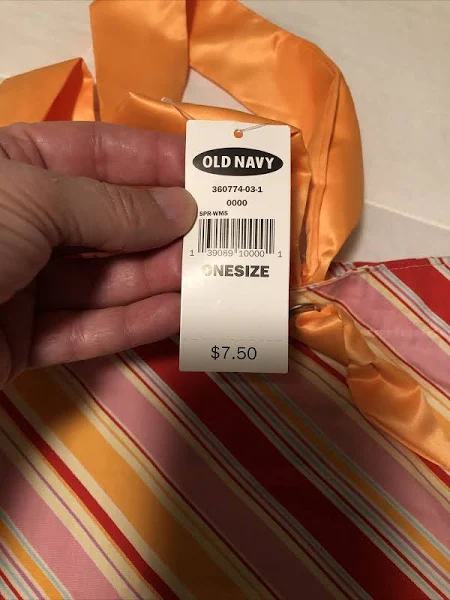 OLD NAVY
360774-03-1
0000
SPR-WMS
1 39089 10000 1
ONESIZE
$7.50